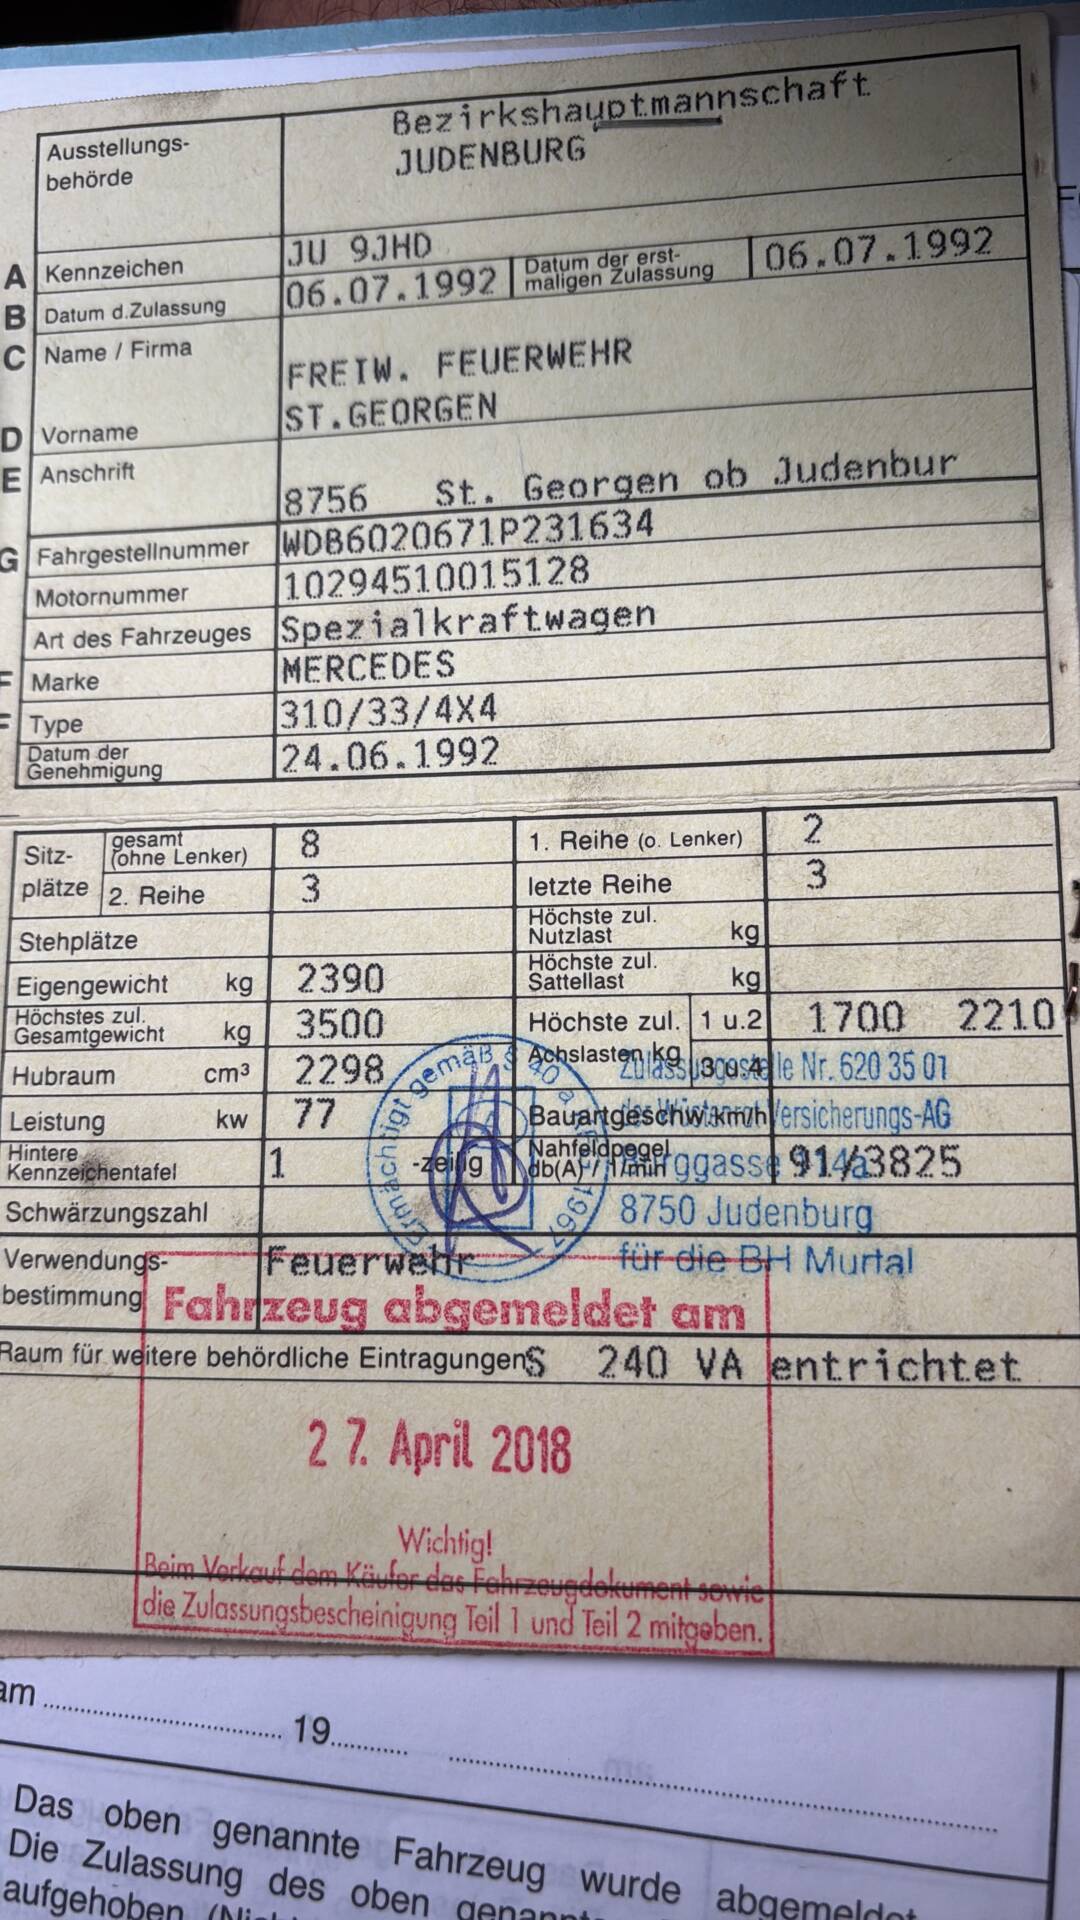 Bezirkshauptmannschaft
JUDENBURG
Ausstellungs-
behörde
A Kennzeichen JU 9JHD
B Datum d.Zulassung 06.07.1992 Datum der erst-
maligen Zulassung 06.07.1992
C Name / Firma FREIW. FEUERWEHR
ST.GEORGEN
D Vorname
E Anschrift
8756 St. Georgen ob Judenbur
G Fahrgestellnummer WDB6020671P231634
Motornummer 10294510015128
Art des Fahrzeuges Spezialkraftwagen
F Marke MERCEDES
F Type 310/33/4X4
Datum der
Genehmigung 24.06.1992
Sitz-
plätze
gesamt
(ohne Lenker) 8 1. Reihe (o. Lenker) 2
2. Reihe 3 letzte Reihe 3
Stehplätze Höchste zul.
Nutzlast kg
Eigengewicht kg 2390 Höchste zul.
Sattellast kg
Höchstes zul.
Gesamtgewicht kg 3500 Höchste zul. 1 u.2 1700 2210
Achslasten kg 3 u.4
Hubraum cm³ 2298
Zulassungsstelle Nr. 620 35 01
Leistung kw 77 Bauartgeschw.km/h
Versicherungs-AG
Hintere
Kennzeichentafel 1 -zeilig Nahfeldpegel
db(A) / 1/min 91/3825
Ermächtigt gemäß § 40 a 1967
Schwärzungszahl
8750 Judenburg
für die BH Murtal
Verwendungs-
bestimmung Feuerwehr
Fahrzeug abgemeldet am
Raum für weitere behördliche Eintragungen S 240 VA entrichtet
27. April 2018
Wichtig!
Beim Verkauf dem Käufer das Fahrzeugdokument sowie
die Zulassungsbescheinigung Teil 1 und Teil 2 mitgeben.
am 19
Das oben genannte Fahrzeug wurde abgemeldet
Die Zulassung des oben
aufgehoben